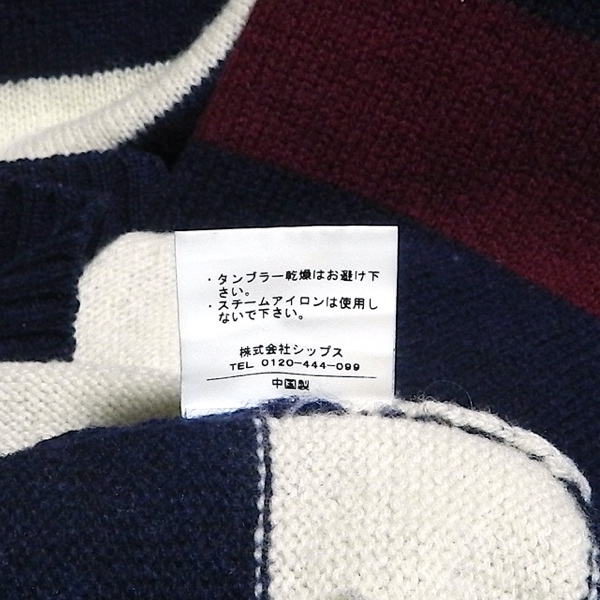 ・タンブラー乾燥はお避け下
さい。
・スチームアイロンは使用し
ないで下さい。
株式会社シップス
TEL 0120-444-099
中国製